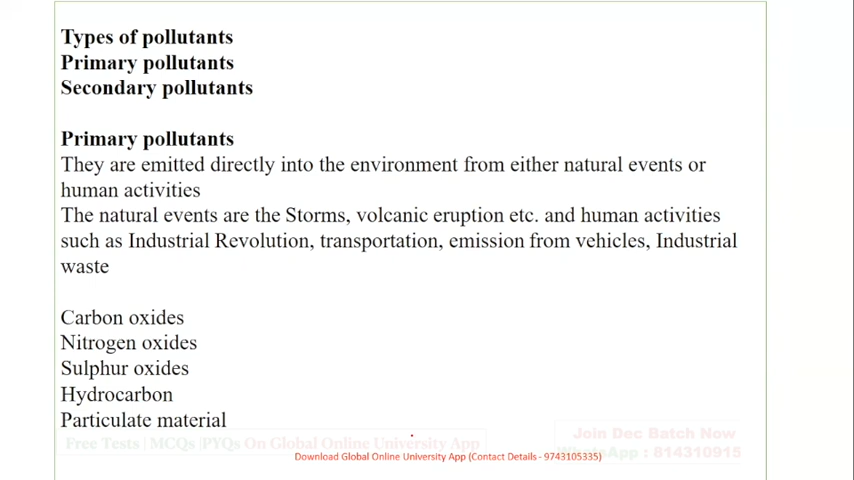 Types of pollutants
Primary pollutants
Secondary pollutants
Primary pollutants
They are emitted directly into the environment from either natural events or
human activities
The natural events are the Storms, volcanic eruption etc. and human activities
such as Industrial Revolution, transportation, emission from vehicles, Industrial
waste
Carbon oxides
Nitrogen oxides
Sulphur oxides
Hydrocarbon
Particulate material
Free Tests | MCQs |PYQs On Global Online University App
Join Dec Batch Now
WhatsApp : 814310915
Download Global Online University App (Contact Details - 9743105335)